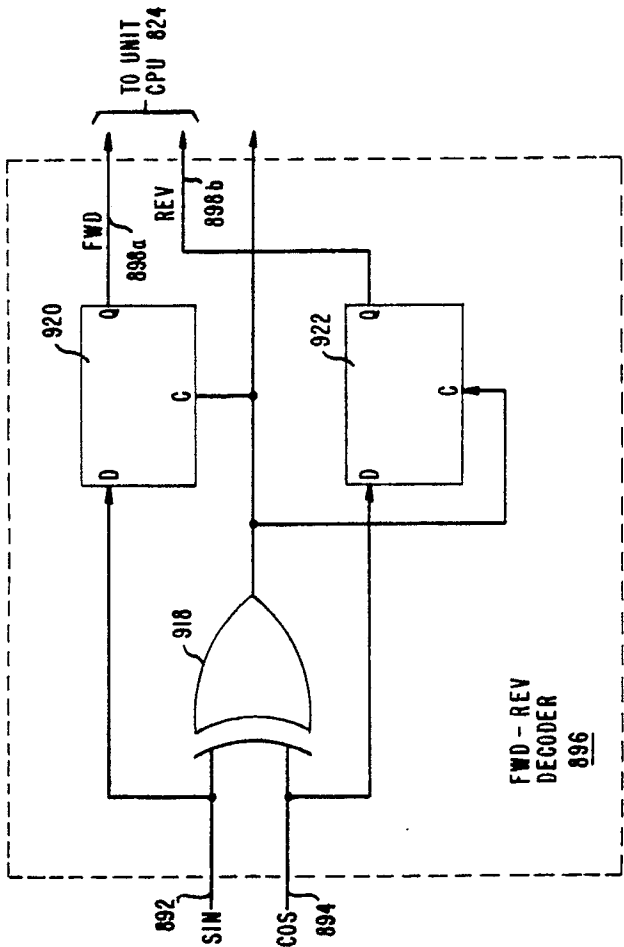 TO UNIT
CPU 824
FWD
898a
REV
898b
920
D
Q
C
922
D
Q
C
918
892
SIN
COS
894
FWD - REV
DECODER
896